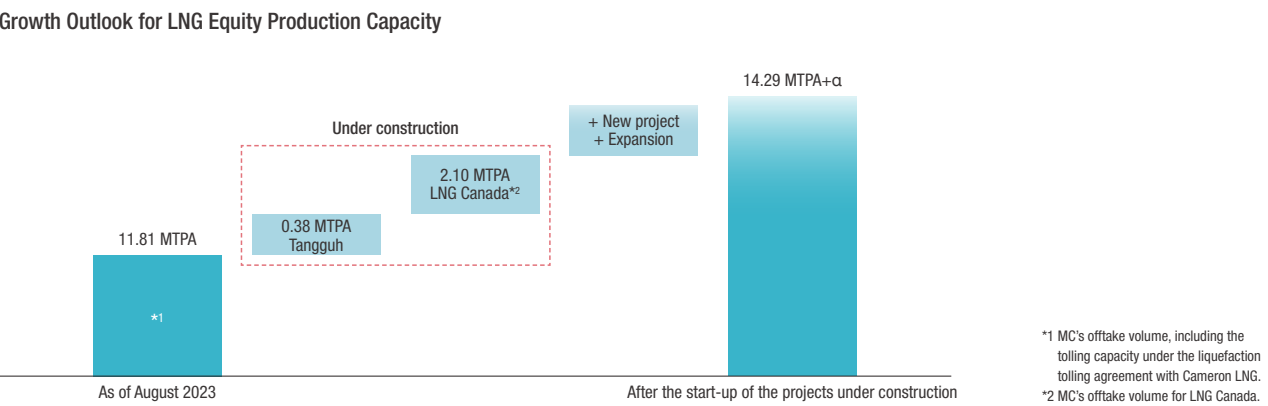 Growth Outlook for LNG Equity Production Capacity
14.29 MTPA+α
+ New project
+ Expansion
Under construction
2.10 MTPA
LNG Canada*2
0.38 MTPA
Tangguh
11.81 MTPA
*1
As of August 2023
After the start-up of the projects under construction
*1 MC's offtake volume, including the
tolling capacity under the liquefaction
tolling agreement with Cameron LNG.
*2 MC's offtake volume for LNG Canada.